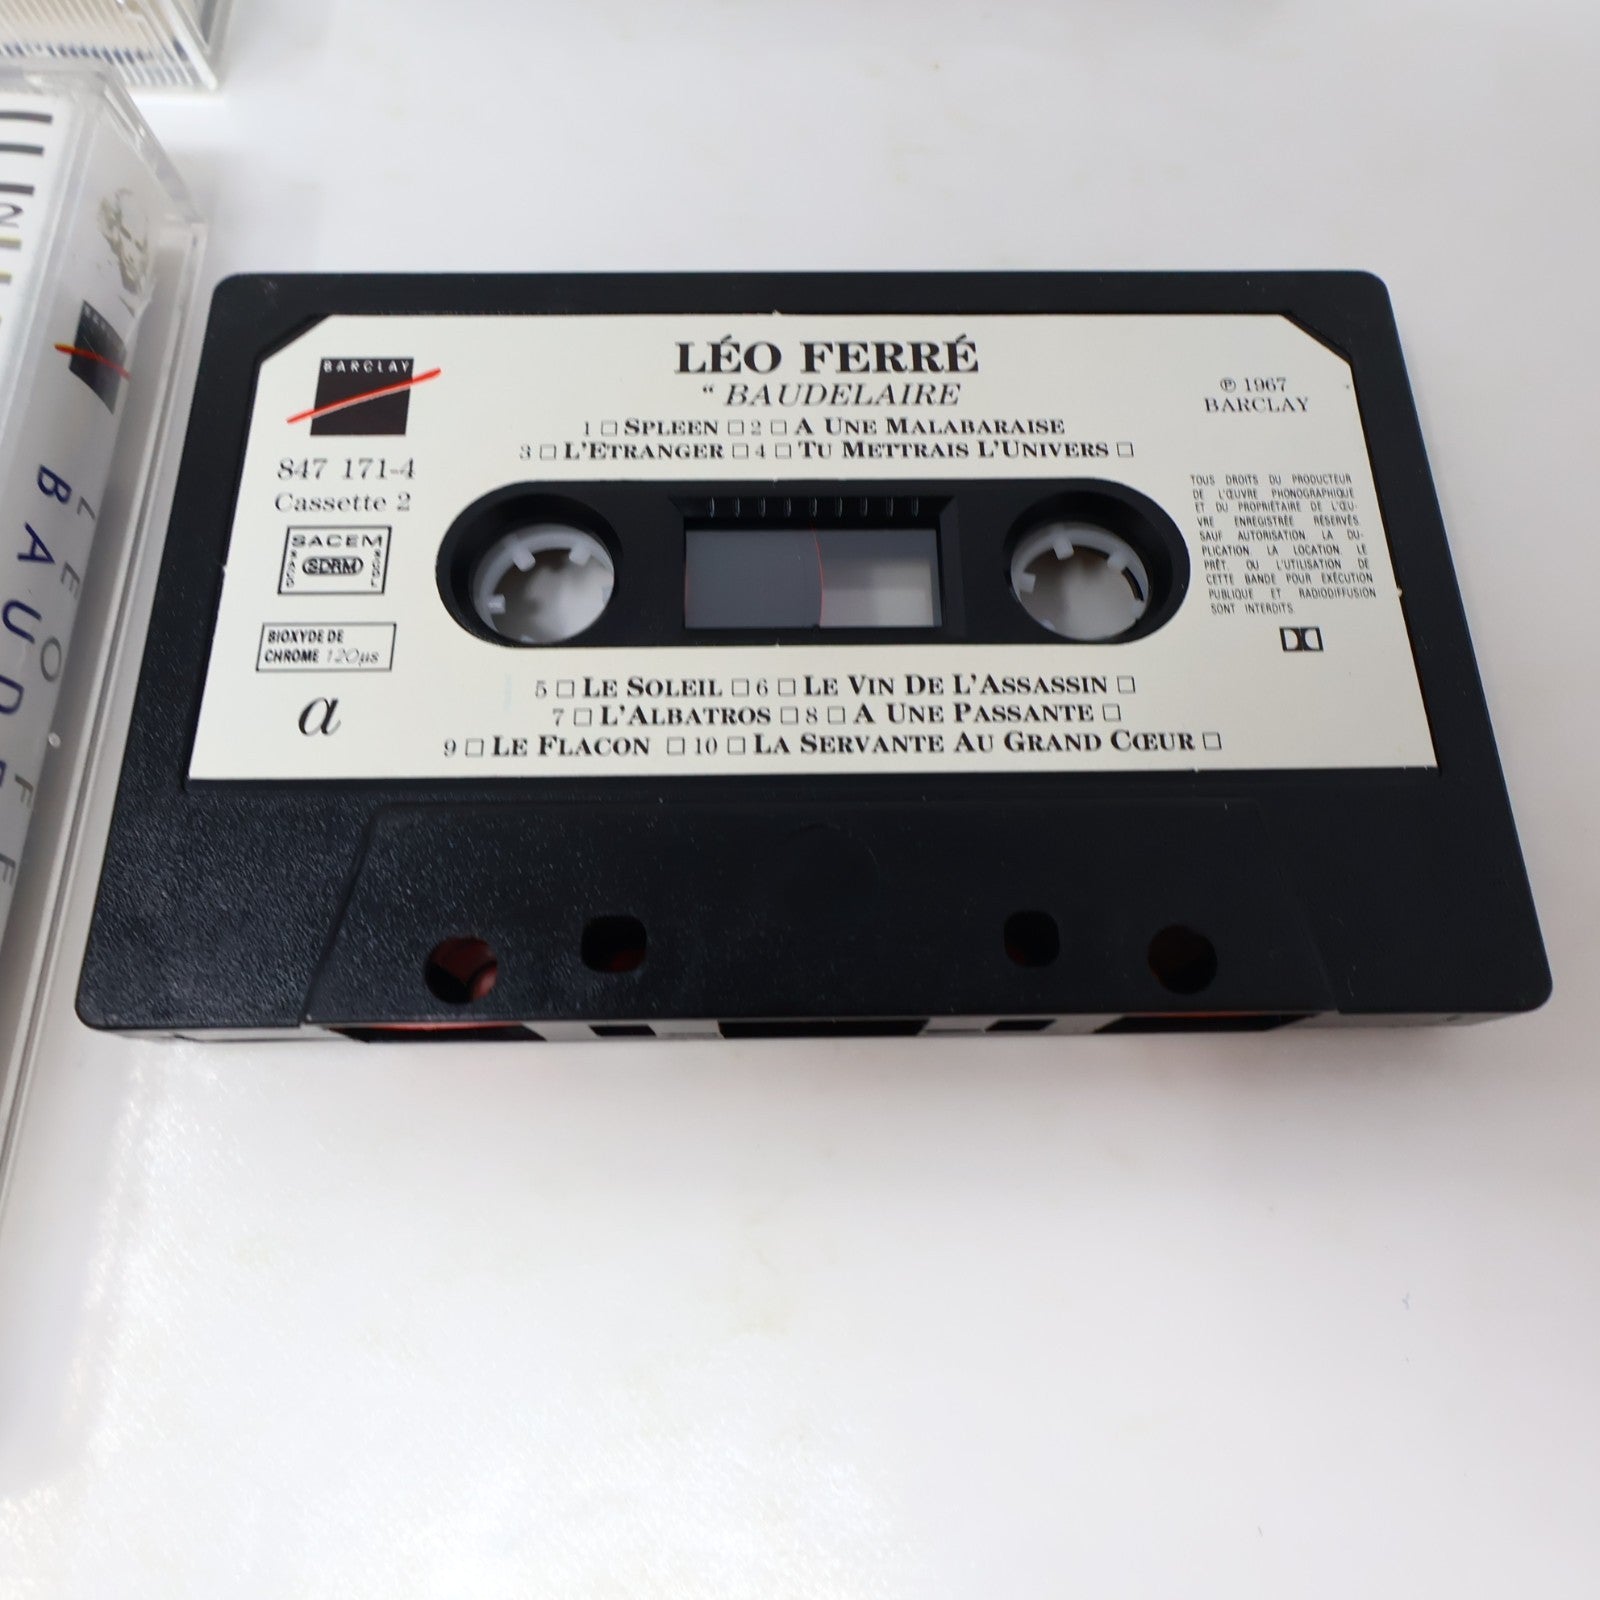 LÉO FERRÉ
“ BAUDELAIRE
1 □ SPLEEN □ 2 □ A UNE MALABARAISE
3 □ L'ETRANGER □ 4 □ TU METTRAIS L'UNIVERS □
BARCLAY
847 171-4
Cassette 2
SACEM
SDRM
BIOXYDE DE
CHROME 120µs
a
℗ 1967
BARCLAY
TOUS DROITS DU PRODUCTEUR
DE L'ŒUVRE PHONOGRAPHIQUE
ET DU PROPRIÉTAIRE DE L'ŒU-
VRE ENREGISTRÉE RÉSERVÉS.
SAUF AUTORISATION LA DU-
PLICATION LA LOCATION, LE
PRÊT, OU L'UTILISATION DE
CETTE BANDE POUR EXÉCUTION
PUBLIQUE ET RADIODIFFUSION
SONT INTERDITS.
5 □ LE SOLEIL □ 6 □ LE VIN DE L'ASSASSIN □
7 □ L'ALBATROS □ 8 □ A UNE PASSANTE □
9 □ LE FLACON □ 10 □ LA SERVANTE AU GRAND CŒUR □
LÉO FE
BAUDE